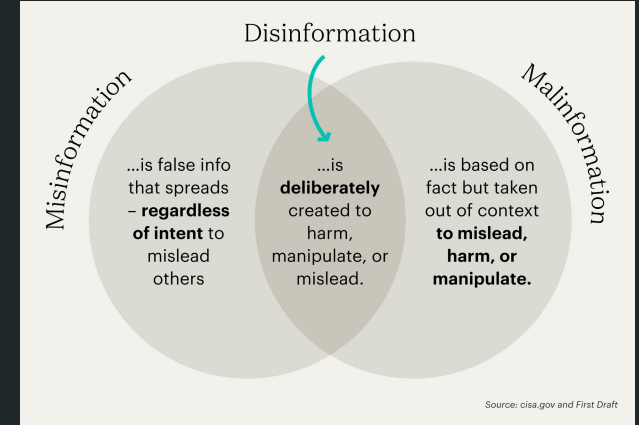 Disinformation
Misinformation
Malinformation
...is false info
that spreads
– regardless
of intent to
mislead
others
...is
deliberately
created to
harm,
manipulate, or
mislead.
...is based on
fact but taken
out of context
to mislead,
harm, or
manipulate.
Source: cisa.gov and First Draft